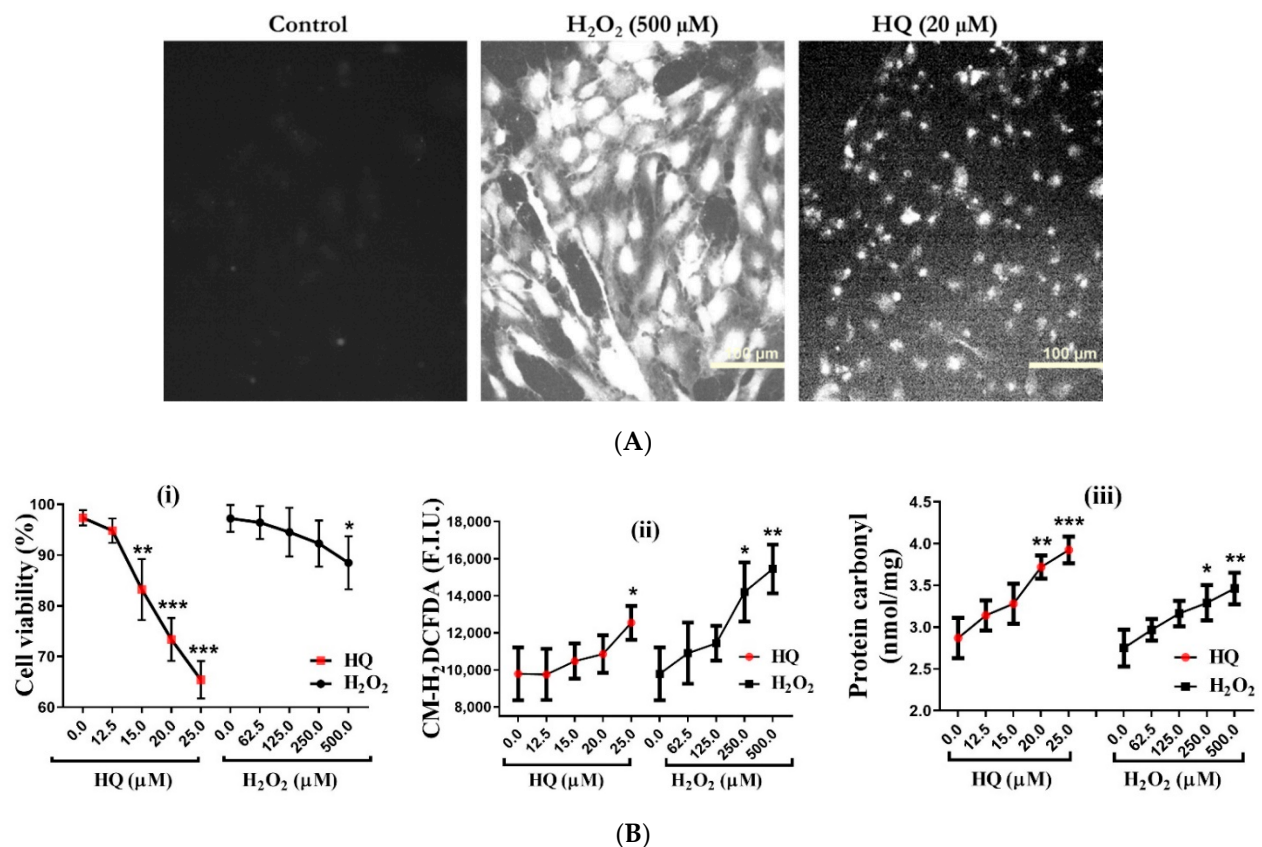 Control
H₂O₂ (500 µM)
HQ (20 µM)
100 µm
100 µm
(A)
(i)
Cell viability (%)
100
90
80
70
60
**
***
***
*
HQ
H₂O₂
0.0
12.5
15.0
20.0
25.0
0.0
62.5
125.0
250.0
500.0
HQ (µM)
H₂O₂ (µM)
(ii)
CM-H₂DCFDA (F.I.U.)
18,000
16,000
14,000
12,000
10,000
8,000
*
*
**
HQ
H₂O₂
0.0
12.5
15.0
20.0
25.0
0.0
62.5
125.0
250.0
500.0
HQ (µM)
H₂O₂ (µM)
(iii)
Protein carbonyl
(nmol/mg)
4.5
4.0
3.5
3.0
2.5
2.0
**
***
*
**
HQ
H₂O₂
0.0
12.5
15.0
20.0
25.0
0.0
62.5
125.0
250.0
500.0
HQ (µM)
H₂O₂ (µM)
(B)